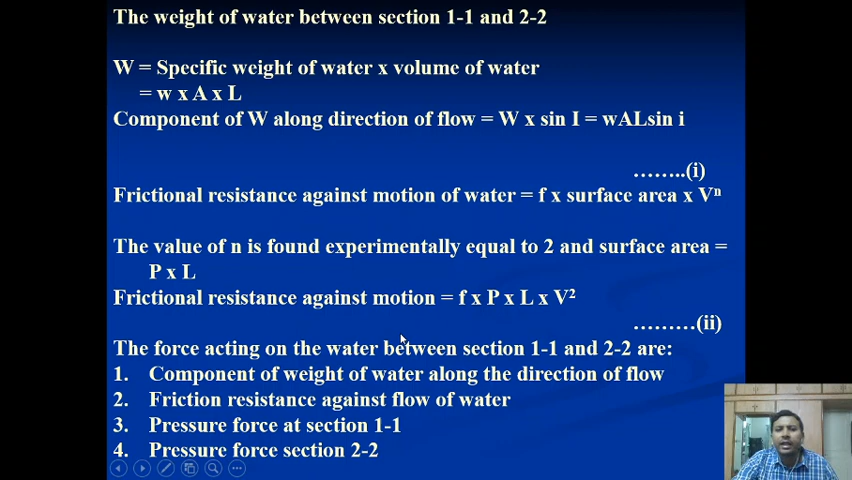 The weight of water between section 1-1 and 2-2
W = Specific weight of water x volume of water
= w x A x L
Component of W along direction of flow = W x sin I = wALsin i
........(i)
Frictional resistance against motion of water = f x surface area x Vⁿ
The value of n is found experimentally equal to 2 and surface area =
P x L
Frictional resistance against motion = f x P x L x V²
.........(ii)
The force acting on the water between section 1-1 and 2-2 are:
1. Component of weight of water along the direction of flow
2. Friction resistance against flow of water
3. Pressure force at section 1-1
4. Pressure force section 2-2